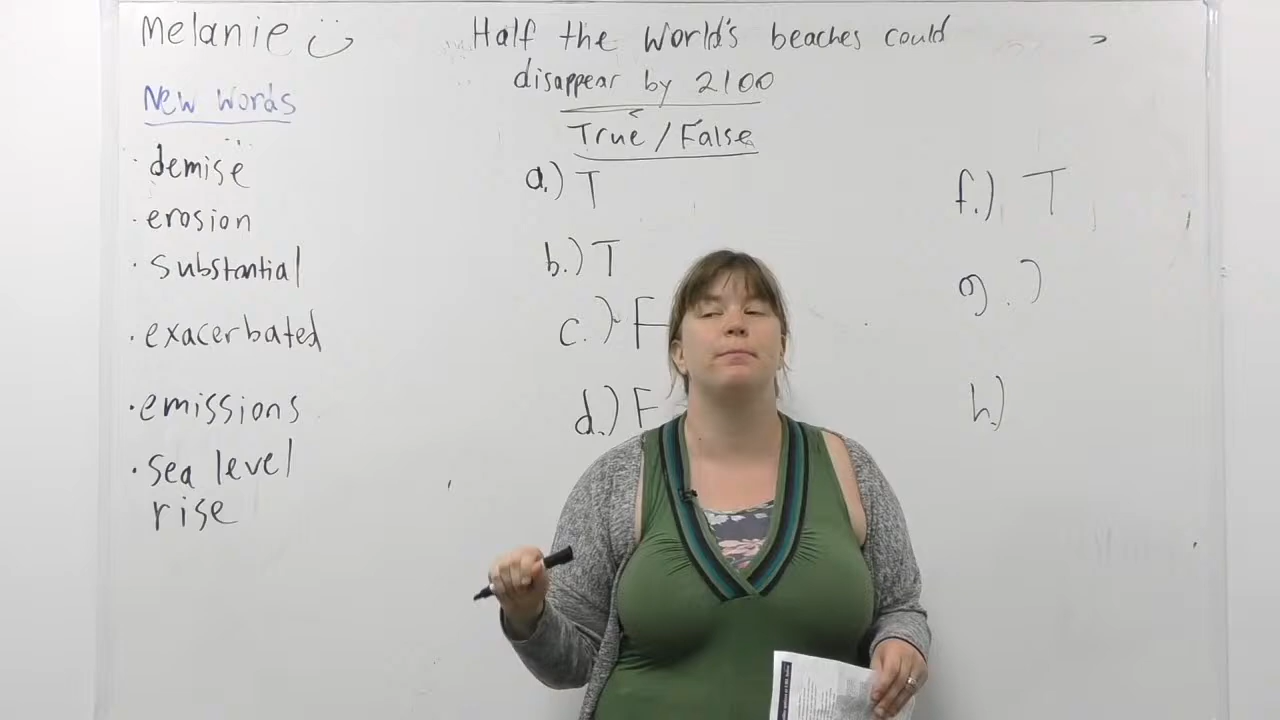 Melanie
Half the World's beaches could
disappear by 2100
New Words
True / False
· demise
· erosion
· substantial
· exacerbated
· emissions
· sea level
rise
a.) T
b.) T
c.) F
d.) F
f.) T
g.)
h.)